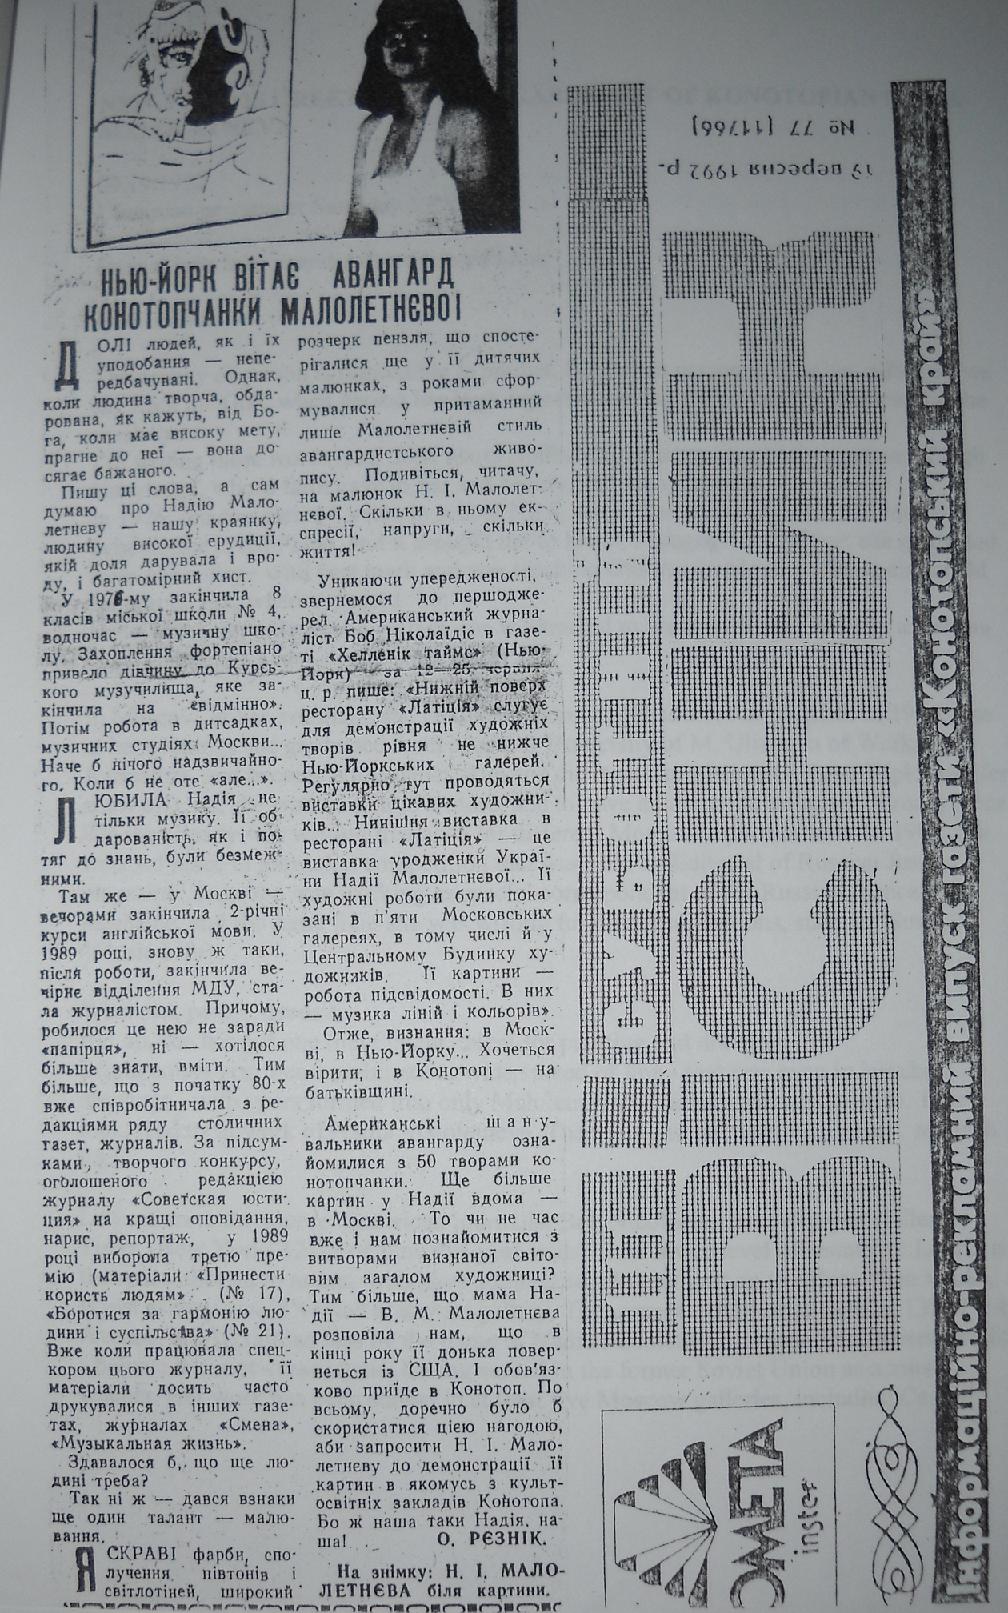 НЬЮ-ЙОРК ВІТАЄ АВАНГАРД
КОНОТОПЧАНКИ МАЛОЛЕТНЄВОЇ
ДОЛІ людей, як і їх
уподобання — непе-
редбачувані. Однак,
коли людина творча, обда-
рована, як кажуть, від Бо-
га, коли має високу мету,
прагне до неї — вона до-
сягає бажаного.
Пишу ці слова, а сам
думаю про Надію Мало-
летневу — нашу краянку,
людину високої ерудиції,
якій доля дарувала і вро-
ду, і багатомірний хист.
У 1976-му закінчила 8
класів міської школи № 4,
водночас — музичну шко-
лу. Захоплення фортепіано
привело дівчину до Курсь-
кого музучилища, яке за-
кінчила на «відмінно».
Потім робота в дитсадках,
музичних студіях Москви...
Наче б нічого надзвичайно-
го. Коли б не оте «але...».
ЛЮБИЛА Надія не
тільки музику. Її об-
дарованість, як і по-
тяг до знань, були безмеж-
ними.
Там же — у Москві —
вечорами закінчила 2-річні
курси англійської мови. У
1989 році, знову ж таки,
після роботи, закінчила ве-
чірнє відділення МДУ, ста-
ла журналістом. Причому,
робилося це нею не заради
«папірця», ні — хотілося
більше знати, вміти. Тим
більше, що з початку 80-х
вже співробітничала з ре-
дакціями ряду столичних
газет, журналів. За підсум-
ками творчого конкурсу,
оголошеного редакцією
журналу «Советская юсти-
ция» на кращі оповідання,
нарис, репортаж, у 1989
році виборола третю пре-
мію (матеріали «Принести
користь людям» (№ 17),
«Боротися за гармонію лю-
дини і суспільства» (№ 21).
Вже коли працювала спец-
кором цього журналу, її
матеріали досить часто
друкувалися в інших газе-
тах, журналах «Смена»,
«Музыкальная жизнь».
Здавалося б, що ще лю-
дині треба?
Так ні ж — дався взнаки
ще один талант — малю-
вання.
ЯСКРАВІ фарби, спо-
лучення півтонів і
світлотіней, широкий
розчерк пензля, що спосте-
рігалися ще у її дитячих
малюнках, з роками сфор-
мувалися у притаманний
лише Малолетнєвій стиль
авангардистського живо-
пису. Подивіться, читачу,
на малюнок Н. І. Малолет-
нєвої. Скільки в ньому ек-
спресії, напруги, скільки
життя!
Уникаючи упередженості,
звернемося до першодже-
рел. Американський журна-
ліст Боб Ніколаїдіс в газе-
ті «Хелленік таймс» (Нью-
Йорк) за 12—25 червня
ц. р. пише: «Нижній поверх
ресторану «Латіція» слугує
для демонстрації художніх
творів рівня не нижче
Нью-Йоркських галерей.
Регулярно тут проводяться
виставки цікавих художни-
ків... Нинішня виставка в
ресторані «Латіція» — це
виставка уродженки Украї-
ни Надії Малолетнєвої... Її
художні роботи були пока-
зані в п'яти Московських
галереях, в тому числі й у
Центральному Будинку ху-
дожників. Її картини —
робота підсвідомості. В них
— музика ліній і кольорів».
Отже, визнання: в Моск-
ві, в Нью-Йорку... Хочеться
вірити, і в Конотопі — на
батьківщині.
Американські шану-
вальники авангарду озна-
йомилися з 50 творами ко-
нотопчанки. Ще більше
картин у Надії вдома —
в Москві. То чи не час
вже і нам познайомитися з
витворами визнаної світо-
вим загалом художниці?
Тим більше, що мама На-
дії — В. М. Малолетнєва
розповіла нам, що в
кінці року її донька повер-
неться із США. І обов'яз-
ково приїде в Конотоп. По
всьому, доречно було б
скористатися цією нагодою,
аби запросити Н. І. Мало-
летневу до демонстрації її
картин в якомусь з культ-
освітніх закладів Конотопа.
Бо ж наша таки Надія, на-
ша! О. РЄЗНІК.
На знімку: Н. І. МАЛО-
ЛЕТНЄВА біля картини.
№ 77 (11766)
19 вересня 1992 р.
ВІСНИК
Інформаційно-рекламний випуск газети «Конотопський край»
КОМЕТА
inster